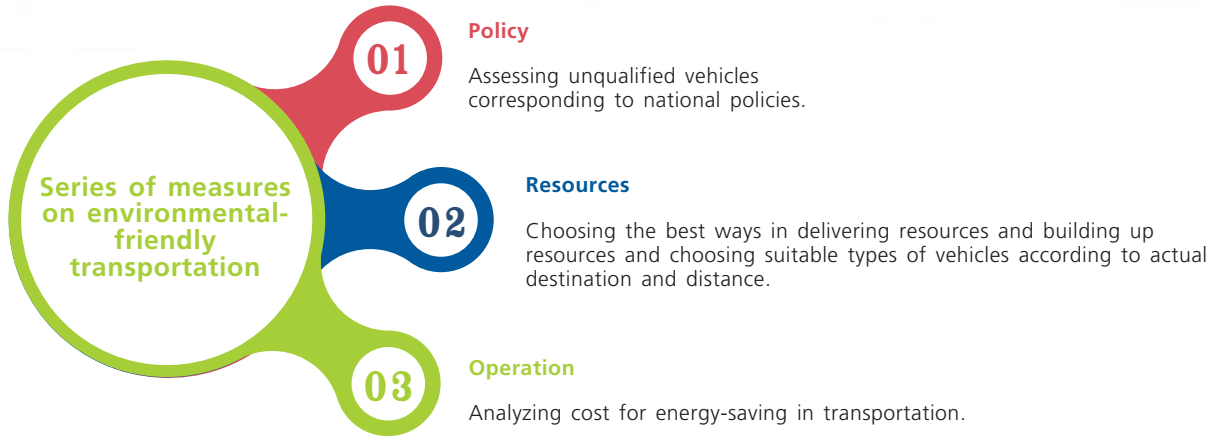 Series of measures
on environmental-
friendly
transportation
01
Policy
Assessing unqualified vehicles
corresponding to national policies.
02
Resources
Choosing the best ways in delivering resources and building up
resources and choosing suitable types of vehicles according to actual
destination and distance.
03
Operation
Analyzing cost for energy-saving in transportation.